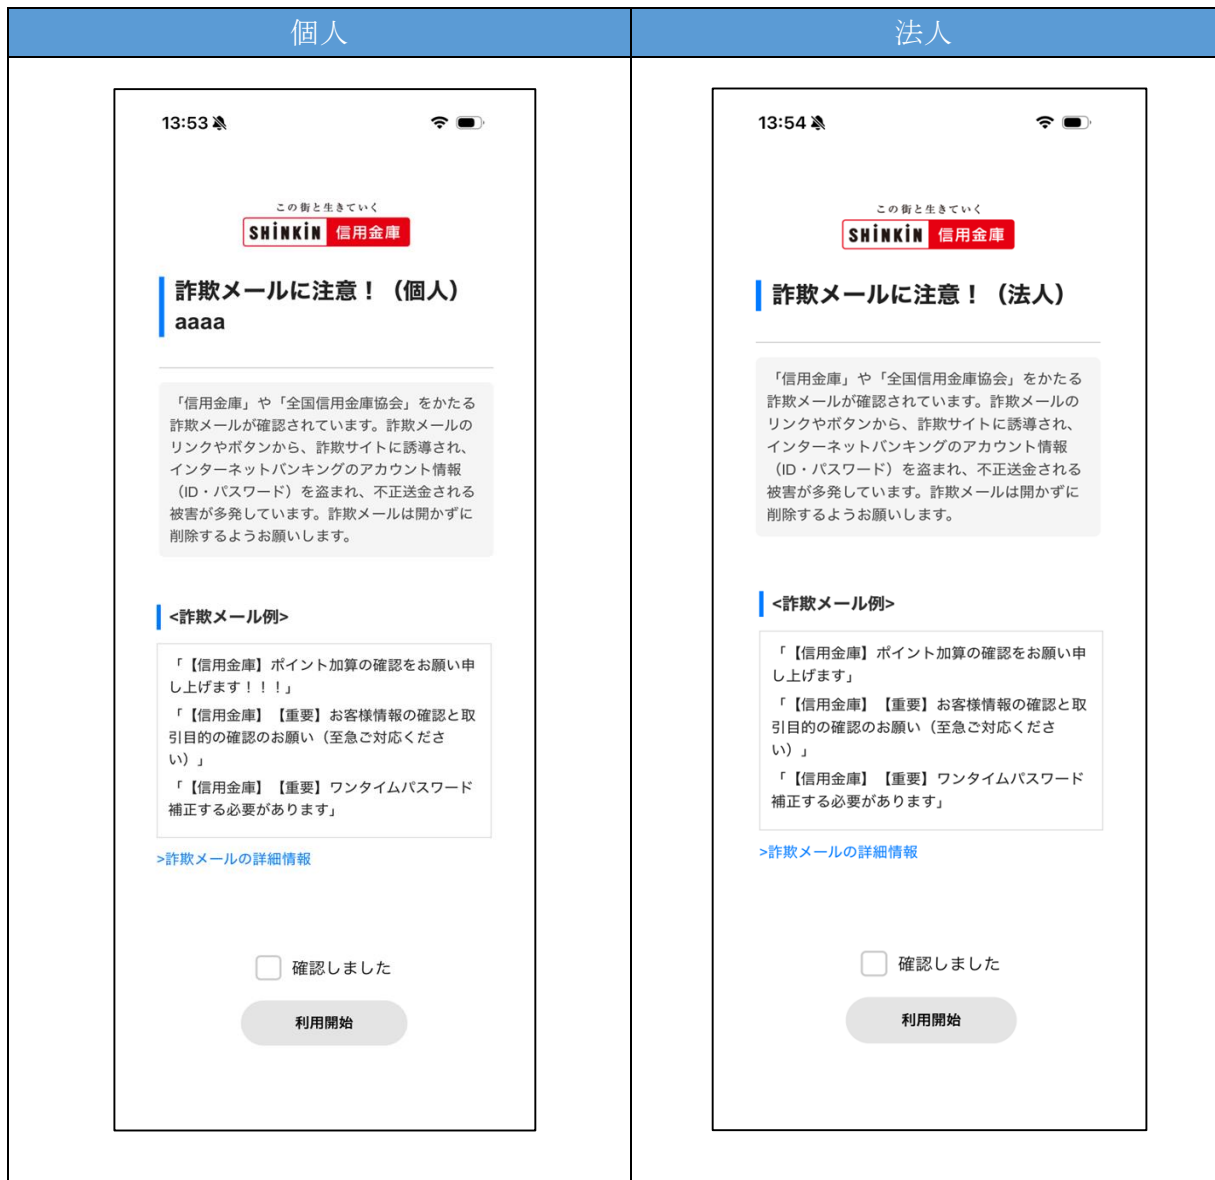 個人
法人
13:53
この街と生きていく
SHiNKiN 信用金庫
詐欺メールに注意！（個人）
aaaa
「信用金庫」や「全国信用金庫協会」をかたる
詐欺メールが確認されています。詐欺メールの
リンクやボタンから、詐欺サイトに誘導され、
インターネットバンキングのアカウント情報
（ID・パスワード）を盗まれ、不正送金される
被害が多発しています。詐欺メールは開かずに
削除するようお願いします。
<詐欺メール例>
「【信用金庫】ポイント加算の確認をお願い申
し上げます！！！」
「【信用金庫】【重要】お客様情報の確認と取
引目的の確認のお願い（至急ご対応くださ
い）」
「【信用金庫】【重要】ワンタイムパスワード
補正する必要があります」
>詐欺メールの詳細情報
確認しました
利用開始
13:54
この街と生きていく
SHiNKiN 信用金庫
詐欺メールに注意！（法人）
「信用金庫」や「全国信用金庫協会」をかたる
詐欺メールが確認されています。詐欺メールの
リンクやボタンから、詐欺サイトに誘導され、
インターネットバンキングのアカウント情報
（ID・パスワード）を盗まれ、不正送金される
被害が多発しています。詐欺メールは開かずに
削除するようお願いします。
<詐欺メール例>
「【信用金庫】ポイント加算の確認をお願い申
し上げます」
「【信用金庫】【重要】お客様情報の確認と取
引目的の確認のお願い（至急ご対応くださ
い）」
「【信用金庫】【重要】ワンタイムパスワード
補正する必要があります」
>詐欺メールの詳細情報
確認しました
利用開始